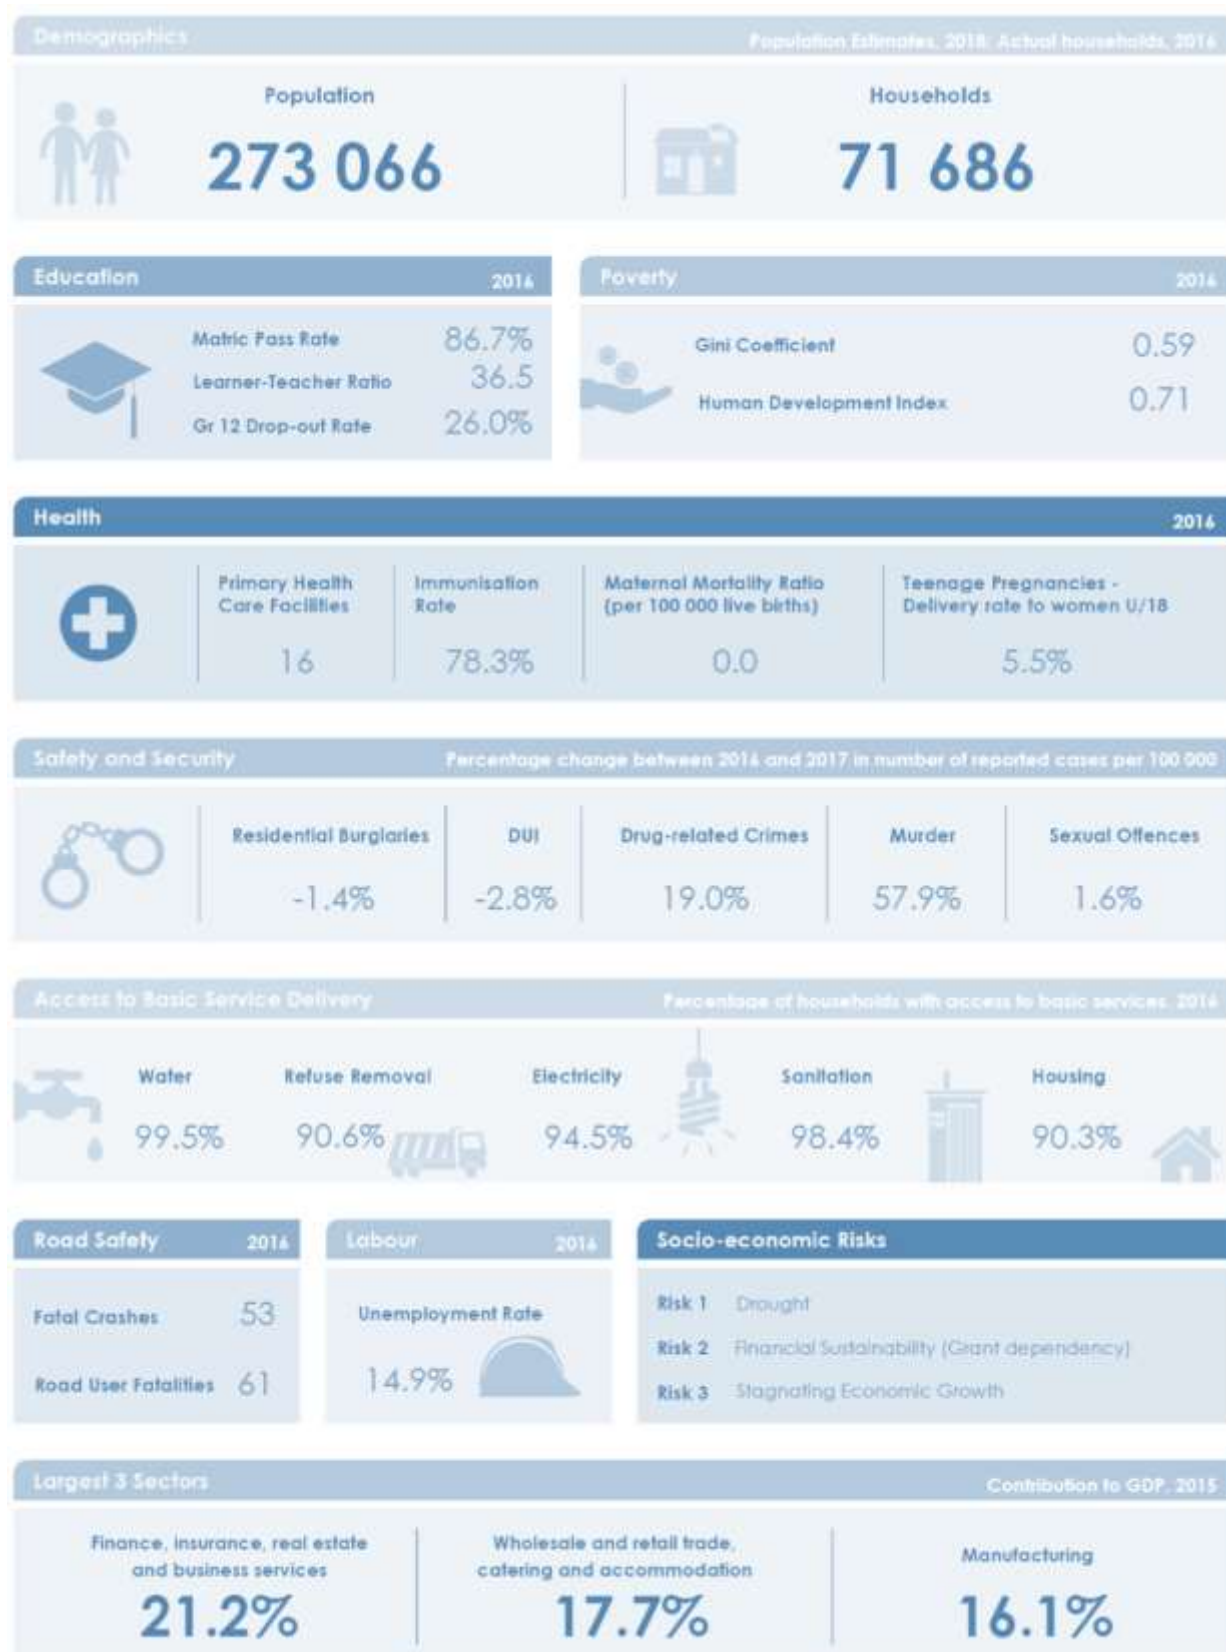 Demographics
Population Estimates, 2018; Actual households, 2016
Population
273 066
Households
71 686
Education 2016
Matric Pass Rate 86.7%
Learner-Teacher Ratio 36.5
Gr 12 Drop-out Rate 26.0%
Poverty 2016
Gini Coefficient 0.59
Human Development Index 0.71
Health 2016
Primary Health
Care Facilities
16
Immunisation
Rate
78.3%
Maternal Mortality Ratio
(per 100 000 live births)
0.0
Teenage Pregnancies -
Delivery rate to women U/18
5.5%
Safety and Security
Percentage change between 2016 and 2017 in number of reported cases per 100 000
Residential Burglaries
-1.4%
DUI
-2.8%
Drug-related Crimes
19.0%
Murder
57.9%
Sexual Offences
1.6%
Access to Basic Service Delivery
Percentage of households with access to basic services, 2016
Water
99.5%
Refuse Removal
90.6%
Electricity
94.5%
Sanitation
98.4%
Housing
90.3%
Road Safety 2016
Fatal Crashes 53
Road User Fatalities 61
Labour 2016
Unemployment Rate
14.9%
Socio-economic Risks
Risk 1 Drought
Risk 2 Financial Sustainability (Grant dependency)
Risk 3 Stagnating Economic Growth
Largest 3 Sectors
Contribution to GDP, 2015
Finance, insurance, real estate
and business services
21.2%
Wholesale and retail trade,
catering and accommodation
17.7%
Manufacturing
16.1%